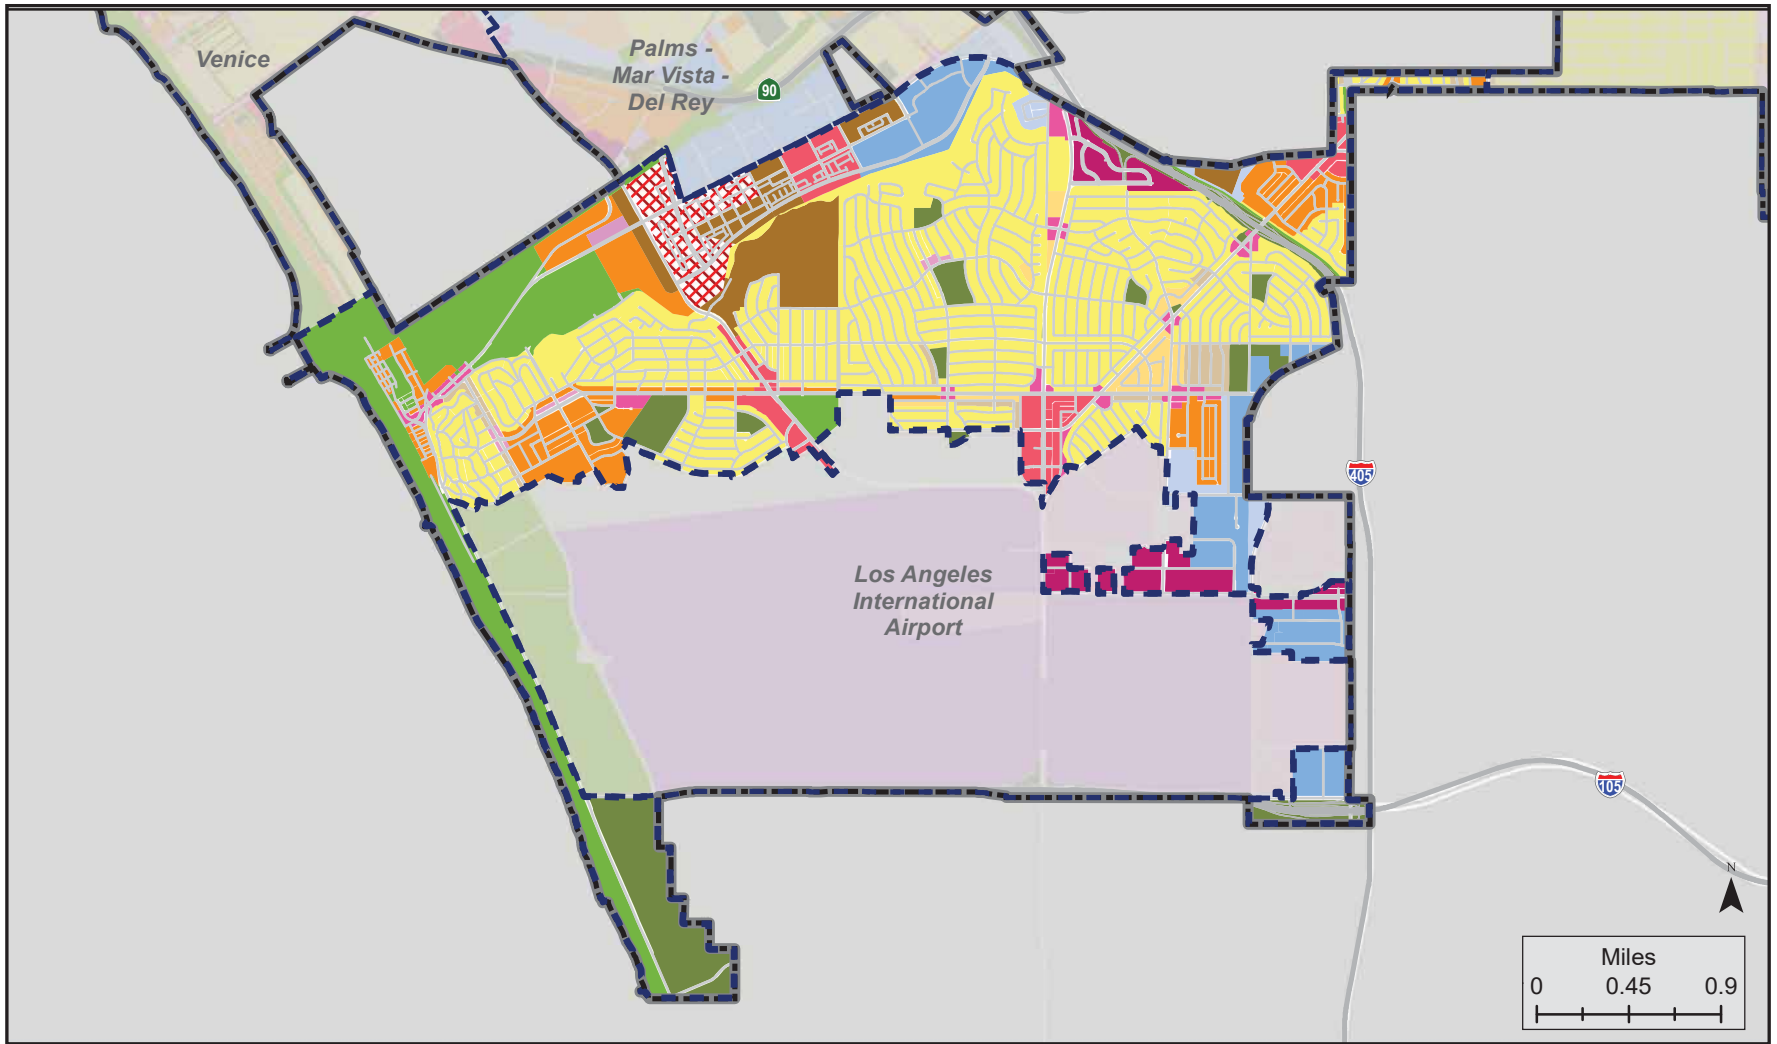 Venice
Palms -
Mar Vista -
Del Rey
90
405
Los Angeles
International
Airport
105
N
Miles
0 0.45 0.9